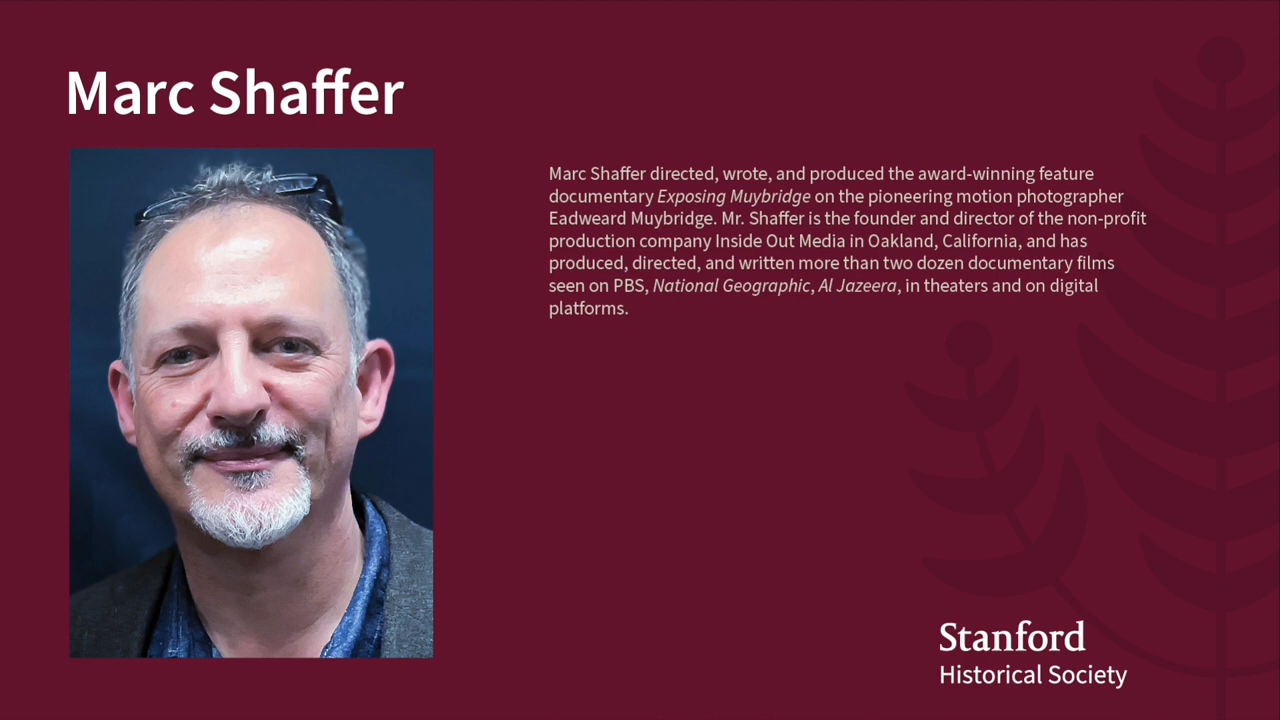 Marc Shaffer
Marc Shaffer directed, wrote, and produced the award-winning feature
documentary Exposing Muybridge on the pioneering motion photographer
Eadweard Muybridge. Mr. Shaffer is the founder and director of the non-profit
production company Inside Out Media in Oakland, California, and has
produced, directed, and written more than two dozen documentary films
seen on PBS, National Geographic, Al Jazeera, in theaters and on digital
platforms.
Stanford
Historical Society